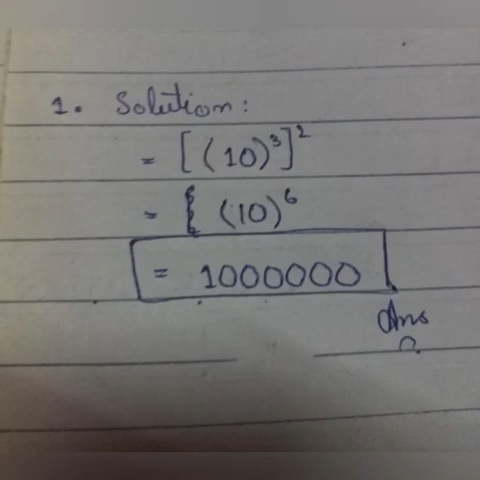 1. Solution:
= [(10)³]²
= (10)⁶
= 1000000
Ans